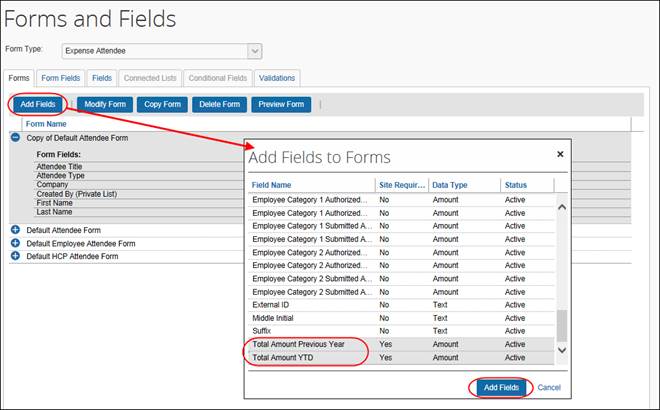 Forms and Fields
Form Type: Expense Attendee
Forms Form Fields Fields Connected Lists Conditional Fields Validations
Add Fields Modify Form Copy Form Delete Form Preview Form
Form Name
Copy of Default Attendee Form
Form Fields:
Attendee Title
Attendee Type
Company
Created By (Private List)
First Name
Last Name
Default Attendee Form
Default Employee Attendee Form
Default HCP Attendee Form
Add Fields to Forms
Field Name Site Requir... Data Type Status
Employee Category 1 Authorized... No Amount Active
Employee Category 1 Authorized... No Amount Active
Employee Category 1 Submitted A... No Amount Active
Employee Category 1 Submitted A... No Amount Active
Employee Category 2 Authorized... No Amount Active
Employee Category 2 Authorized... No Amount Active
Employee Category 2 Submitted A... No Amount Active
Employee Category 2 Submitted A... No Amount Active
External ID No Text Active
Middle Initial No Text Active
Suffix No Text Active
Total Amount Previous Year Yes Amount Active
Total Amount YTD Yes Amount Active
Add Fields Cancel